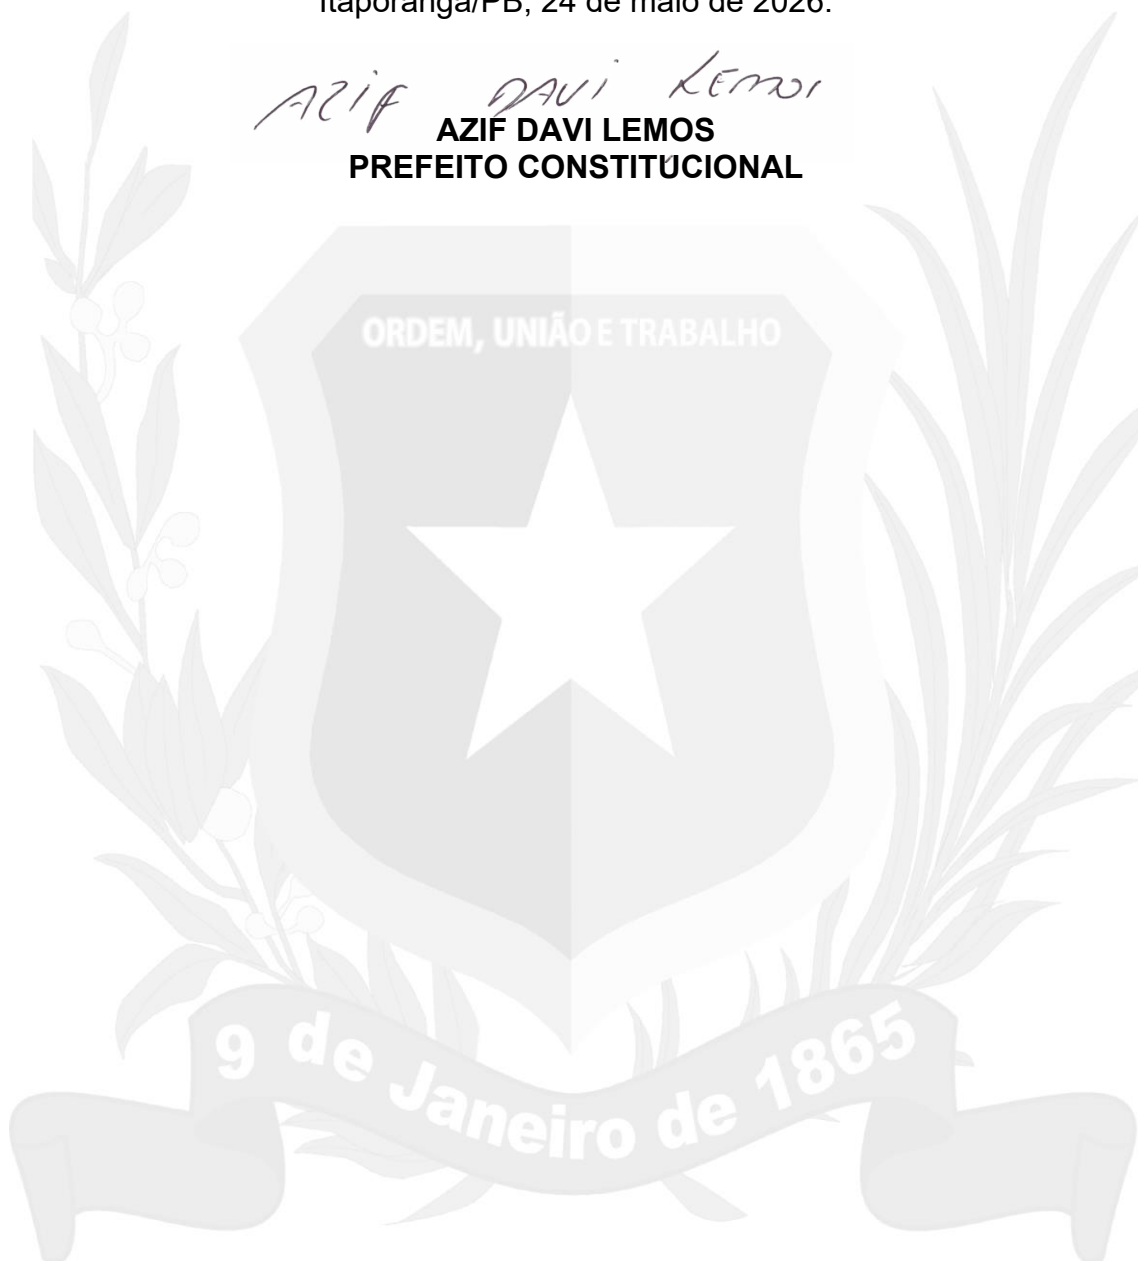 Itaporanga/PB, 24 de maio de 2026.
AZIF DAVI LEMOS
AZIF DAVI LEMOS
PREFEITO CONSTITUCIONAL
ORDEM, UNIÃO E TRABALHO
9 de Janeiro de 1865